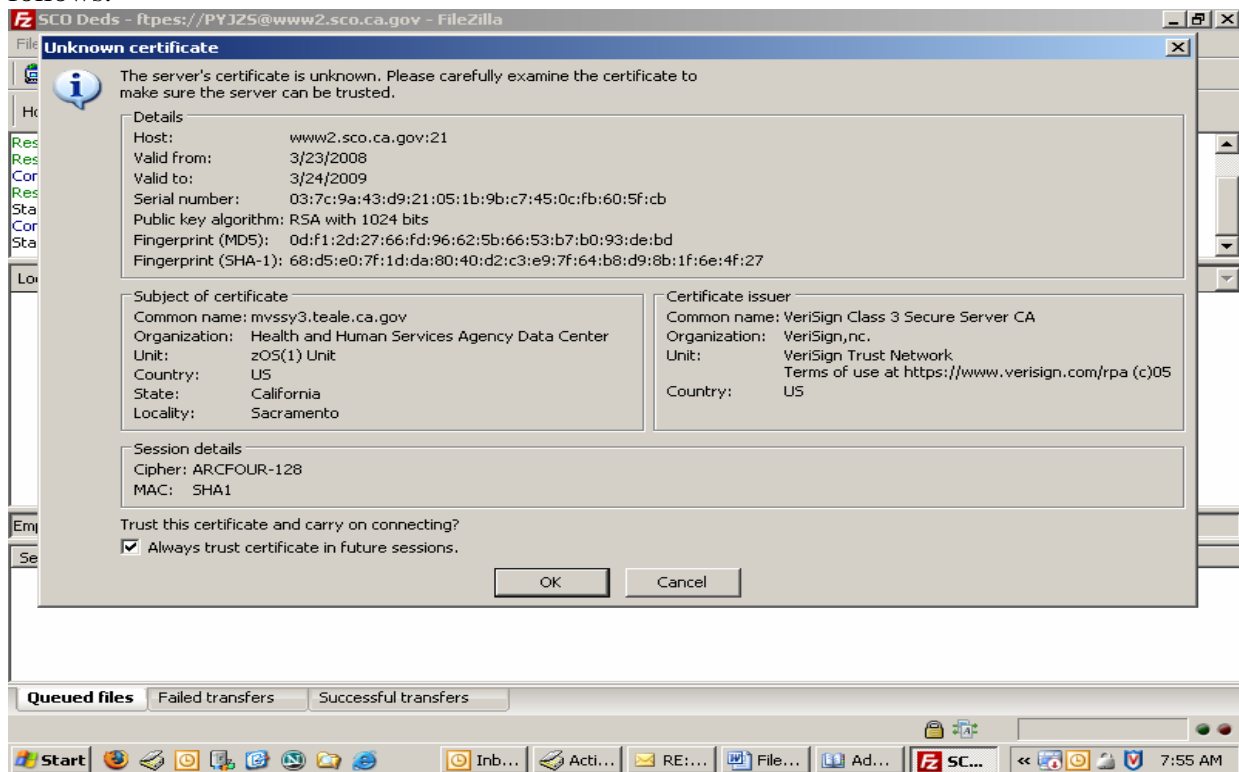 SCO Deds - ftpes://PYJZS@www2.sco.ca.gov - FileZilla
File
Unknown certificate
The server's certificate is unknown. Please carefully examine the certificate to
make sure the server can be trusted.
Details
Host: www2.sco.ca.gov:21
Valid from: 3/23/2008
Valid to: 3/24/2009
Serial number: 03:7c:9a:43:d9:21:05:1b:9b:c7:45:0c:fb:60:5f:cb
Public key algorithm: RSA with 1024 bits
Fingerprint (MD5): 0d:f1:2d:27:66:fd:96:62:5b:66:53:b7:b0:93:de:bd
Fingerprint (SHA-1): 68:d5:e0:7f:1d:da:80:40:d2:c3:e9:7f:64:b8:d9:8b:1f:6e:4f:27
Res
Res
Cor
Res
Sta
Cor
Sta
Subject of certificate
Common name: mvssy3.teale.ca.gov
Organization: Health and Human Services Agency Data Center
Unit: zOS(1) Unit
Country: US
State: California
Locality: Sacramento
Certificate issuer
Common name: VeriSign Class 3 Secure Server CA
Organization: VeriSign,nc.
Unit: VeriSign Trust Network
Terms of use at https://www.verisign.com/rpa (c)05
Country: US
Session details
Cipher: ARCFOUR-128
MAC: SHA1
Trust this certificate and carry on connecting?
Always trust certificate in future sessions.
OK Cancel
Queued files Failed transfers Successful transfers
Start Inb... Acti... RE:... File... Ad... SC... « 7:55 AM